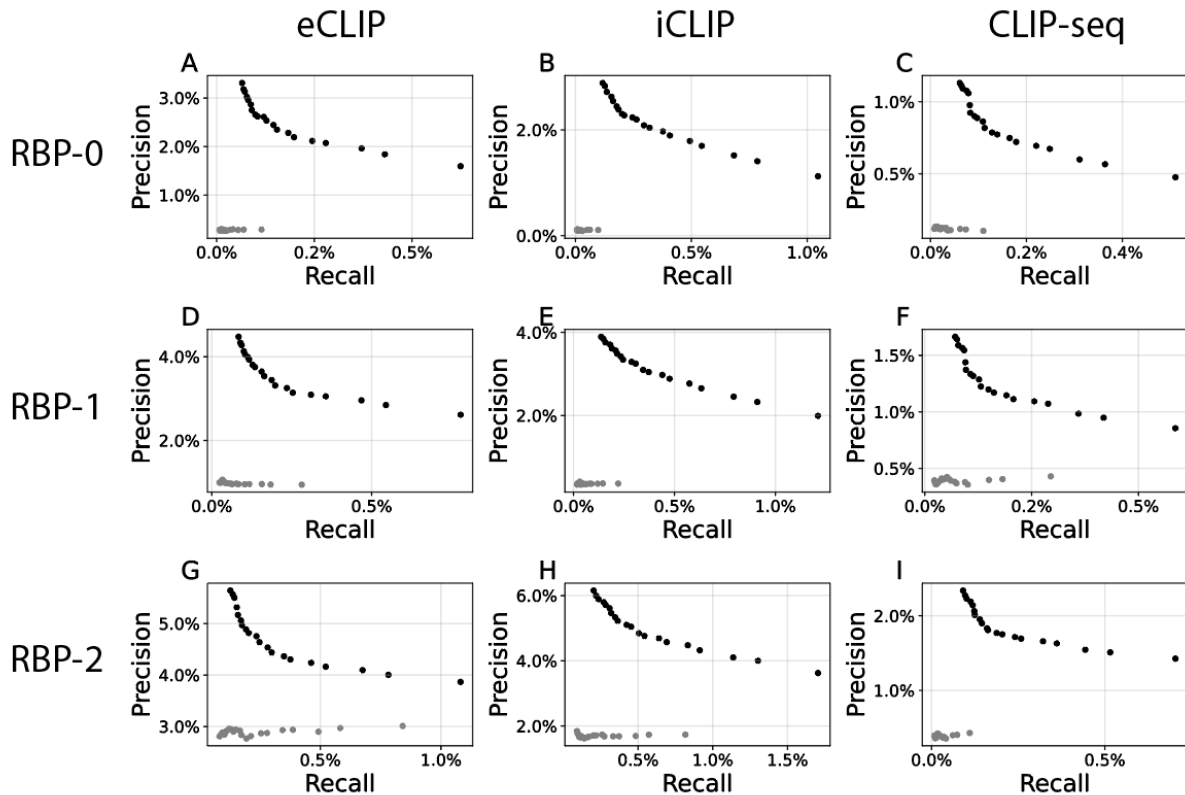 eCLIP iCLIP CLIP-seq
RBP-0
A
Precision
3.0%
2.0%
1.0%
0.0% 0.2% 0.5%
Recall
B
Precision
2.0%
0.0%
0.0% 0.5% 1.0%
Recall
C
Precision
1.0%
0.5%
0.0% 0.2% 0.4%
Recall
RBP-1
D
Precision
4.0%
2.0%
0.0% 0.5%
Recall
E
Precision
4.0%
2.0%
0.0% 0.5% 1.0%
Recall
F
Precision
1.5%
1.0%
0.5%
0.0% 0.2% 0.5%
Recall
RBP-2
G
Precision
5.0%
4.0%
3.0%
0.5% 1.0%
Recall
H
Precision
6.0%
4.0%
2.0%
0.5% 1.0% 1.5%
Recall
I
Precision
2.0%
1.0%
0.0% 0.5%
Recall